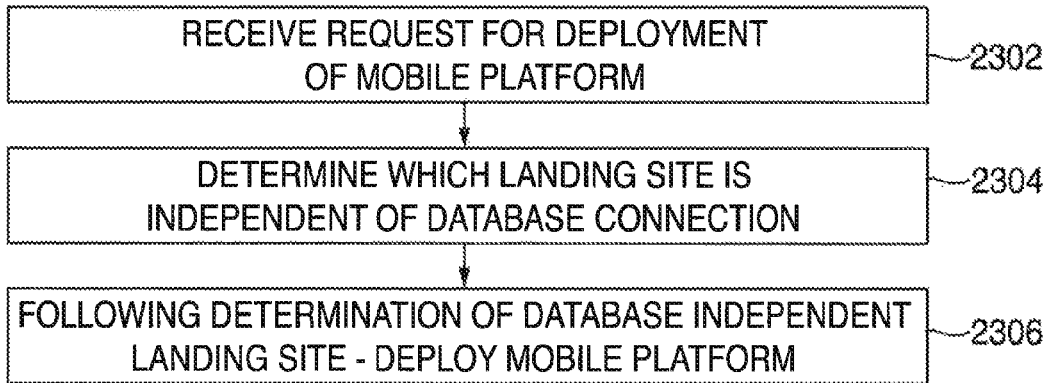 RECEIVE REQUEST FOR DEPLOYMENT
OF MOBILE PLATFORM
2302
DETERMINE WHICH LANDING SITE IS
INDEPENDENT OF DATABASE CONNECTION
2304
FOLLOWING DETERMINATION OF DATABASE INDEPENDENT
LANDING SITE - DEPLOY MOBILE PLATFORM
2306